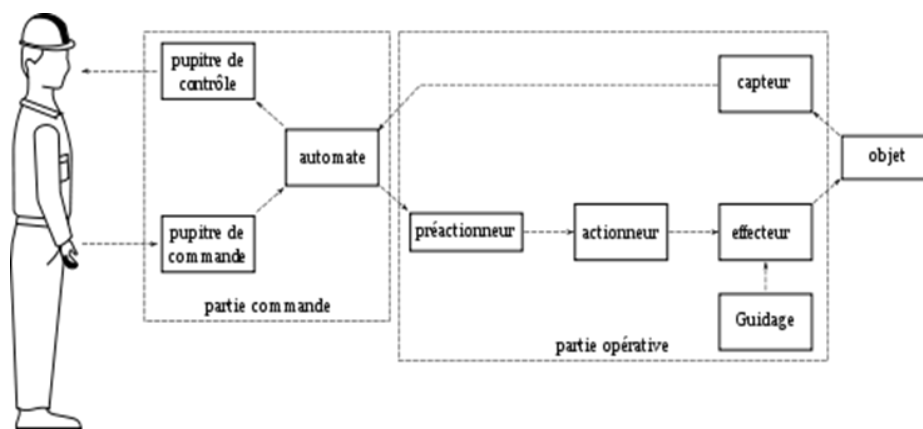 pupitre de
contrôle
automate
pupitre de
commande
partie commande
capteur
objet
préactionneur
actionneur
effecteur
Guidage
partie opérative